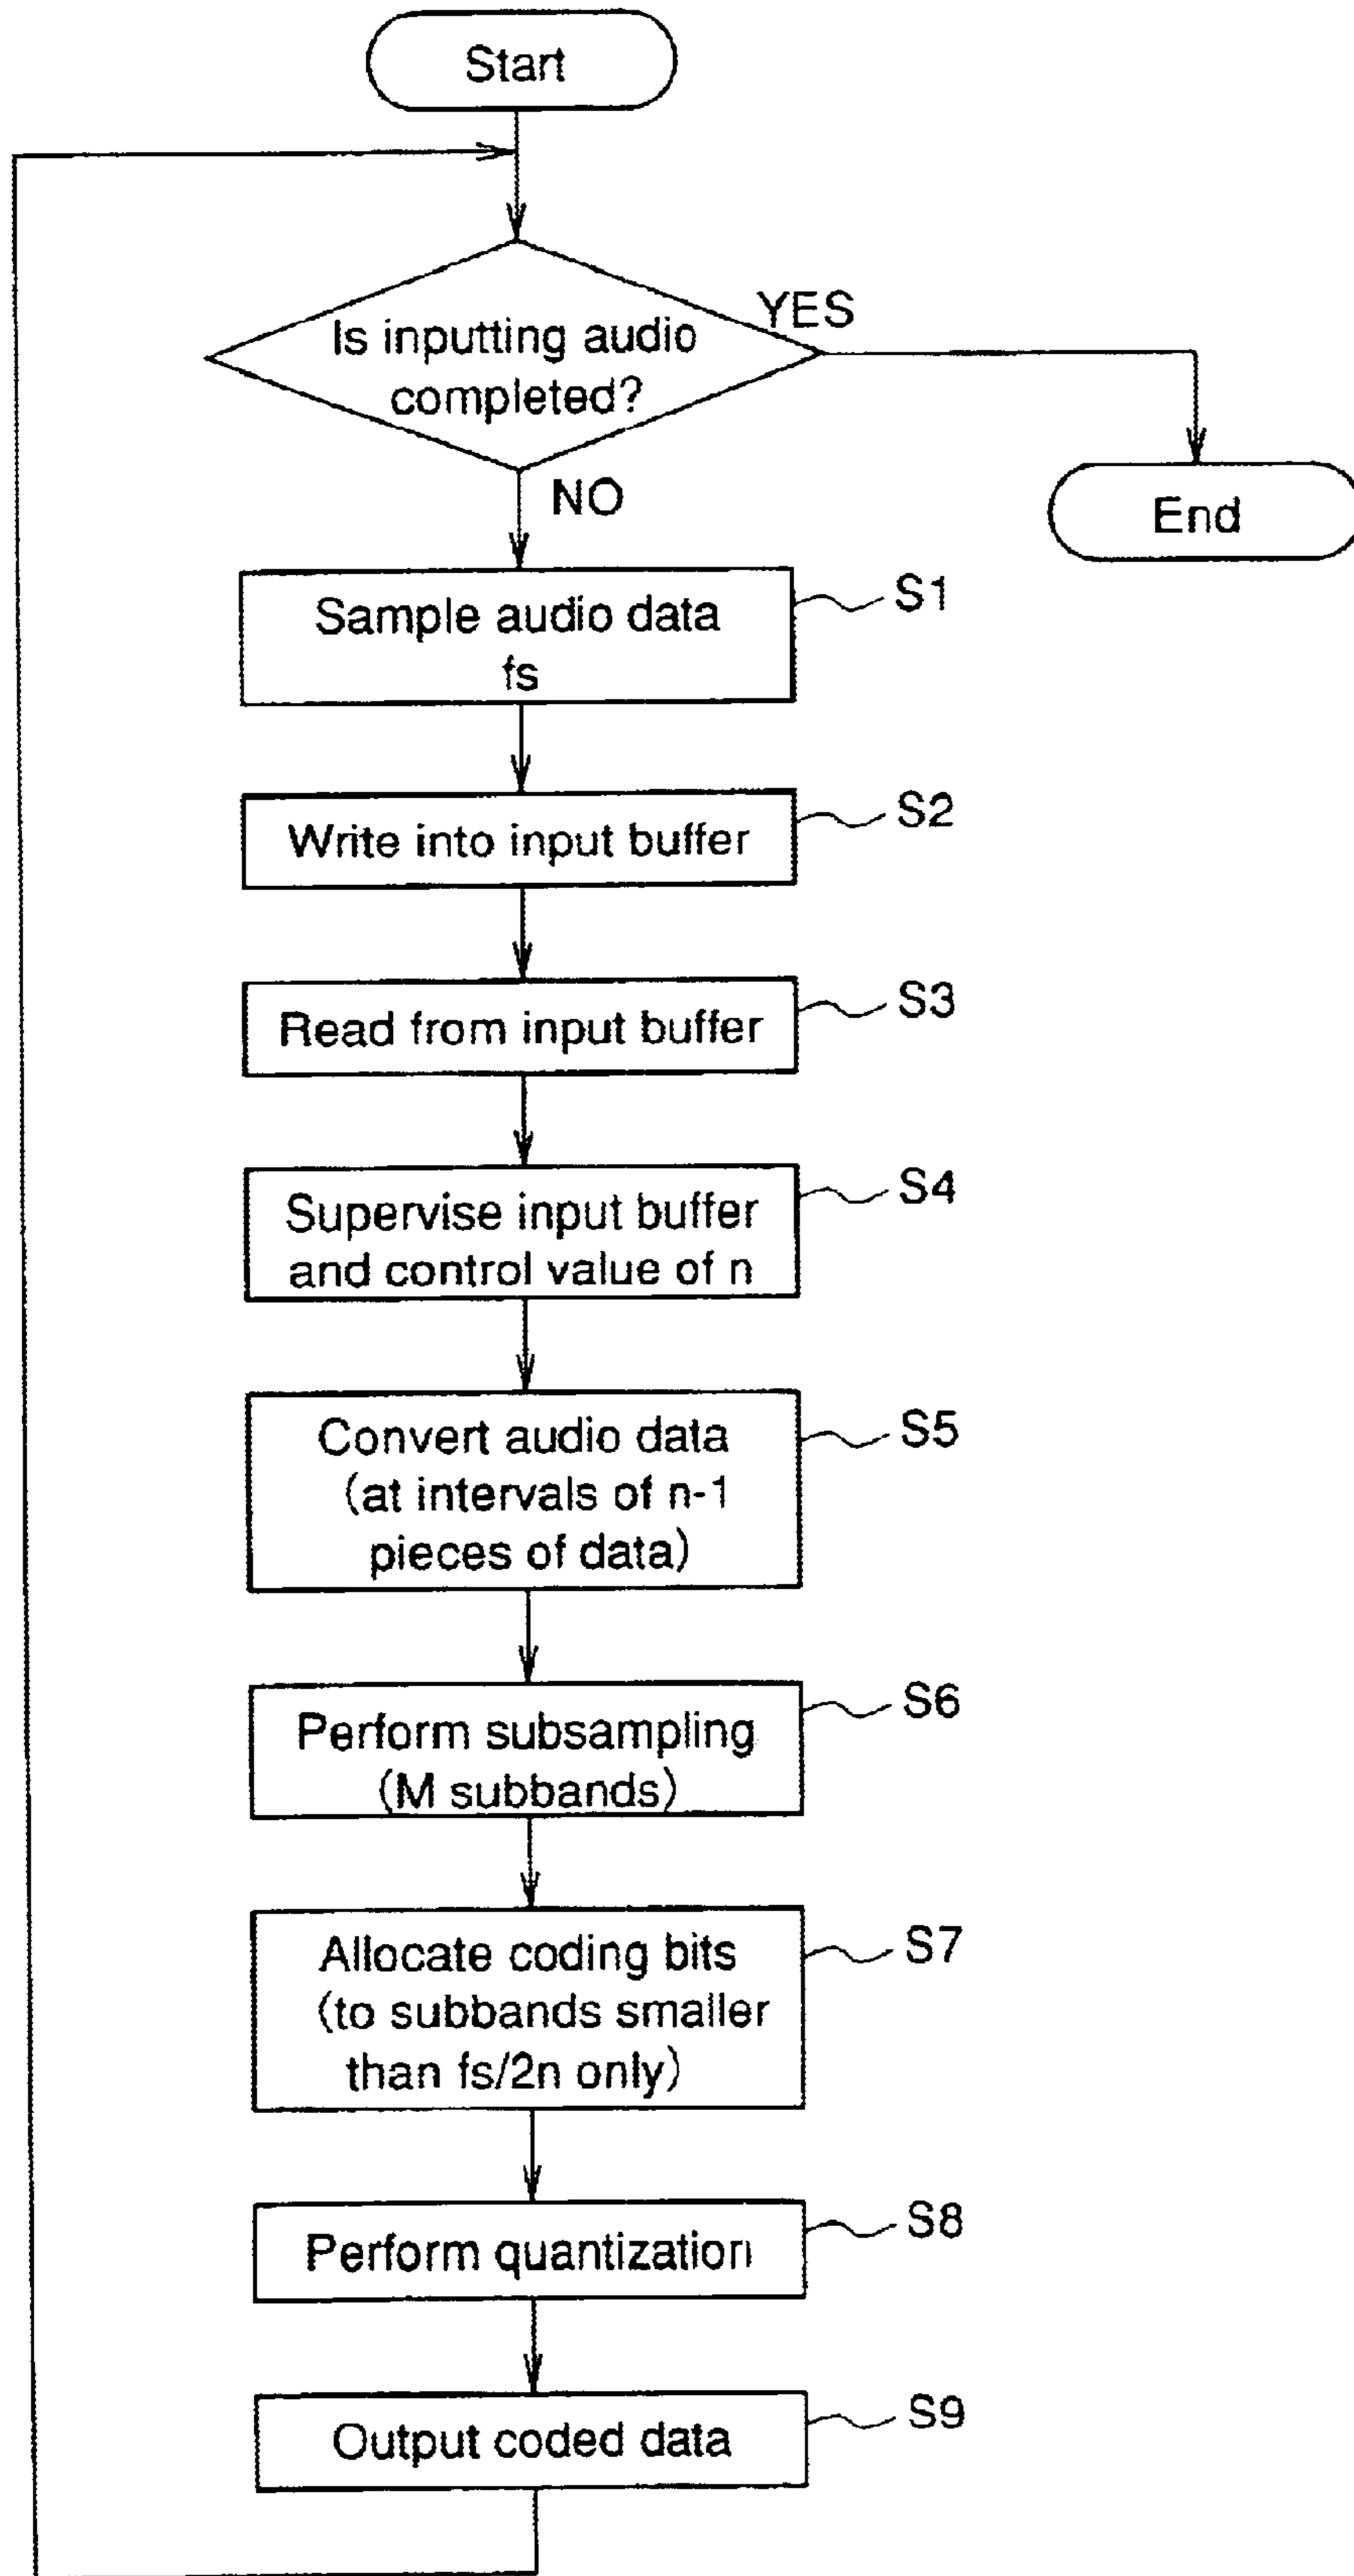 Start
Is inputting audio
completed?
YES
NO
End
Sample audio data
fs
S1
Write into input buffer
S2
Read from input buffer
S3
Supervise input buffer
and control value of n
S4
Convert audio data
(at intervals of n-1
pieces of data)
S5
Perform subsampling
(M subbands)
S6
Allocate coding bits
(to subbands smaller
than fs/2n only)
S7
Perform quantization
S8
Output coded data
S9